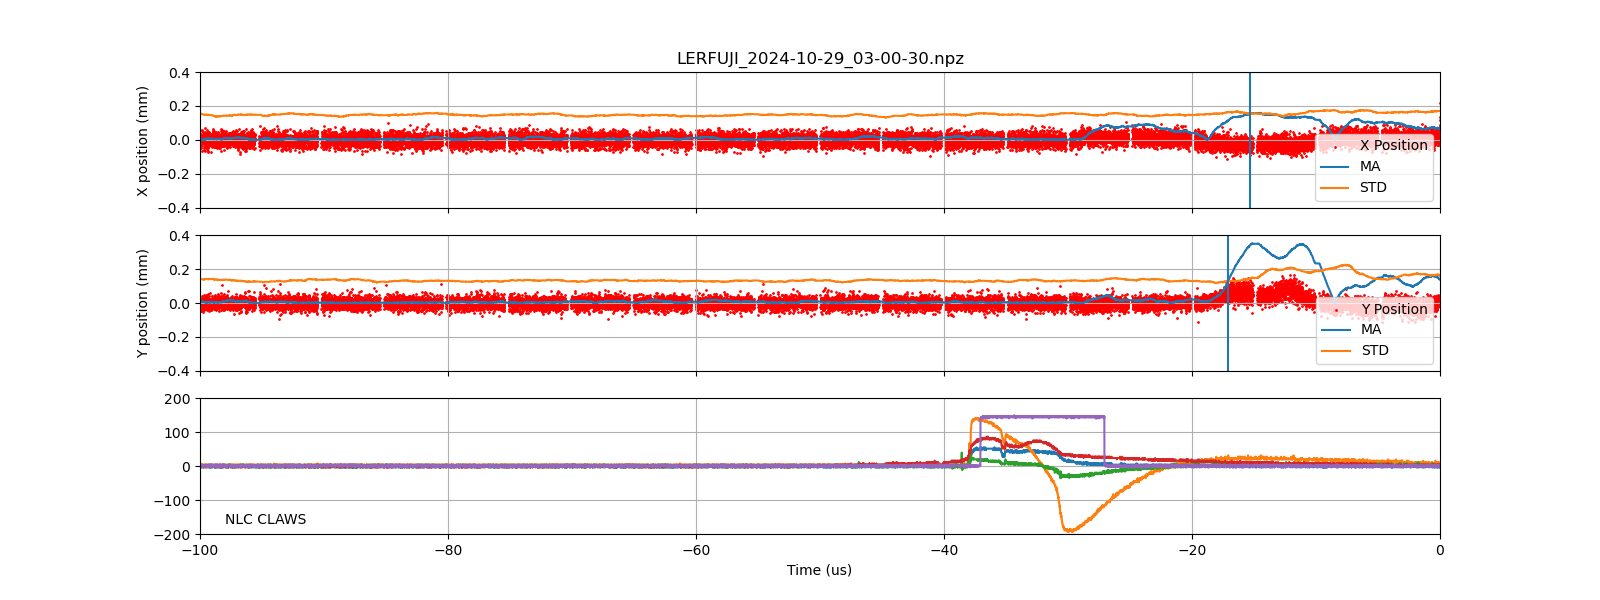 LERFUJI_2024-10-29_03-00-30.npz
0.4
0.2
0.0
−0.2
−0.4
X position (mm)
X Position
MA
STD
0.4
0.2
0.0
−0.2
−0.4
Y position (mm)
Y Position
MA
STD
200
100
0
−100
−200
NLC CLAWS
−100 −80 −60 −40 −20 0
Time (us)